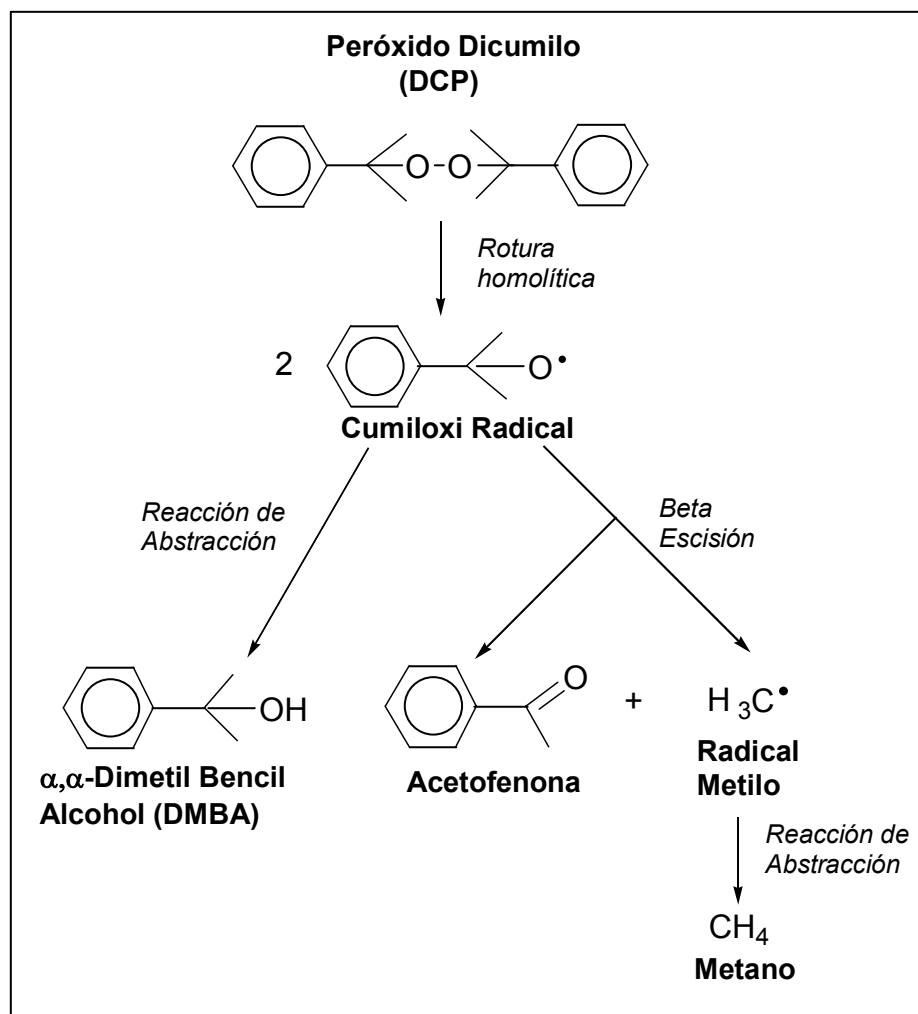 Peróxido Dicumilo
(DCP)
O-O
Rotura
homolítica
2
O•
Cumiloxi Radical
Reacción de
Abstracción
Beta
Escisión
OH
O
+
H3C•
α,α-Dimetil Bencil
Alcohol (DMBA)
Acetofenona
Radical
Metilo
Reacción de
Abstracción
CH4
Metano